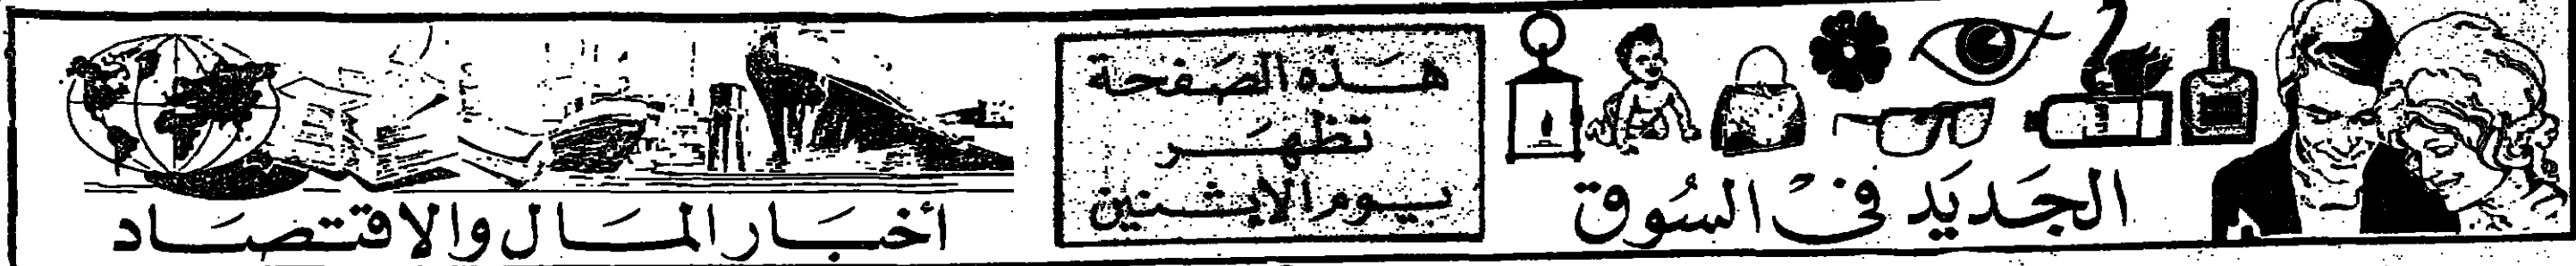 الجديد في السوق
هذه الصفحة
تظهر
يوم الاثنين
أخبار المال والاقتصاد